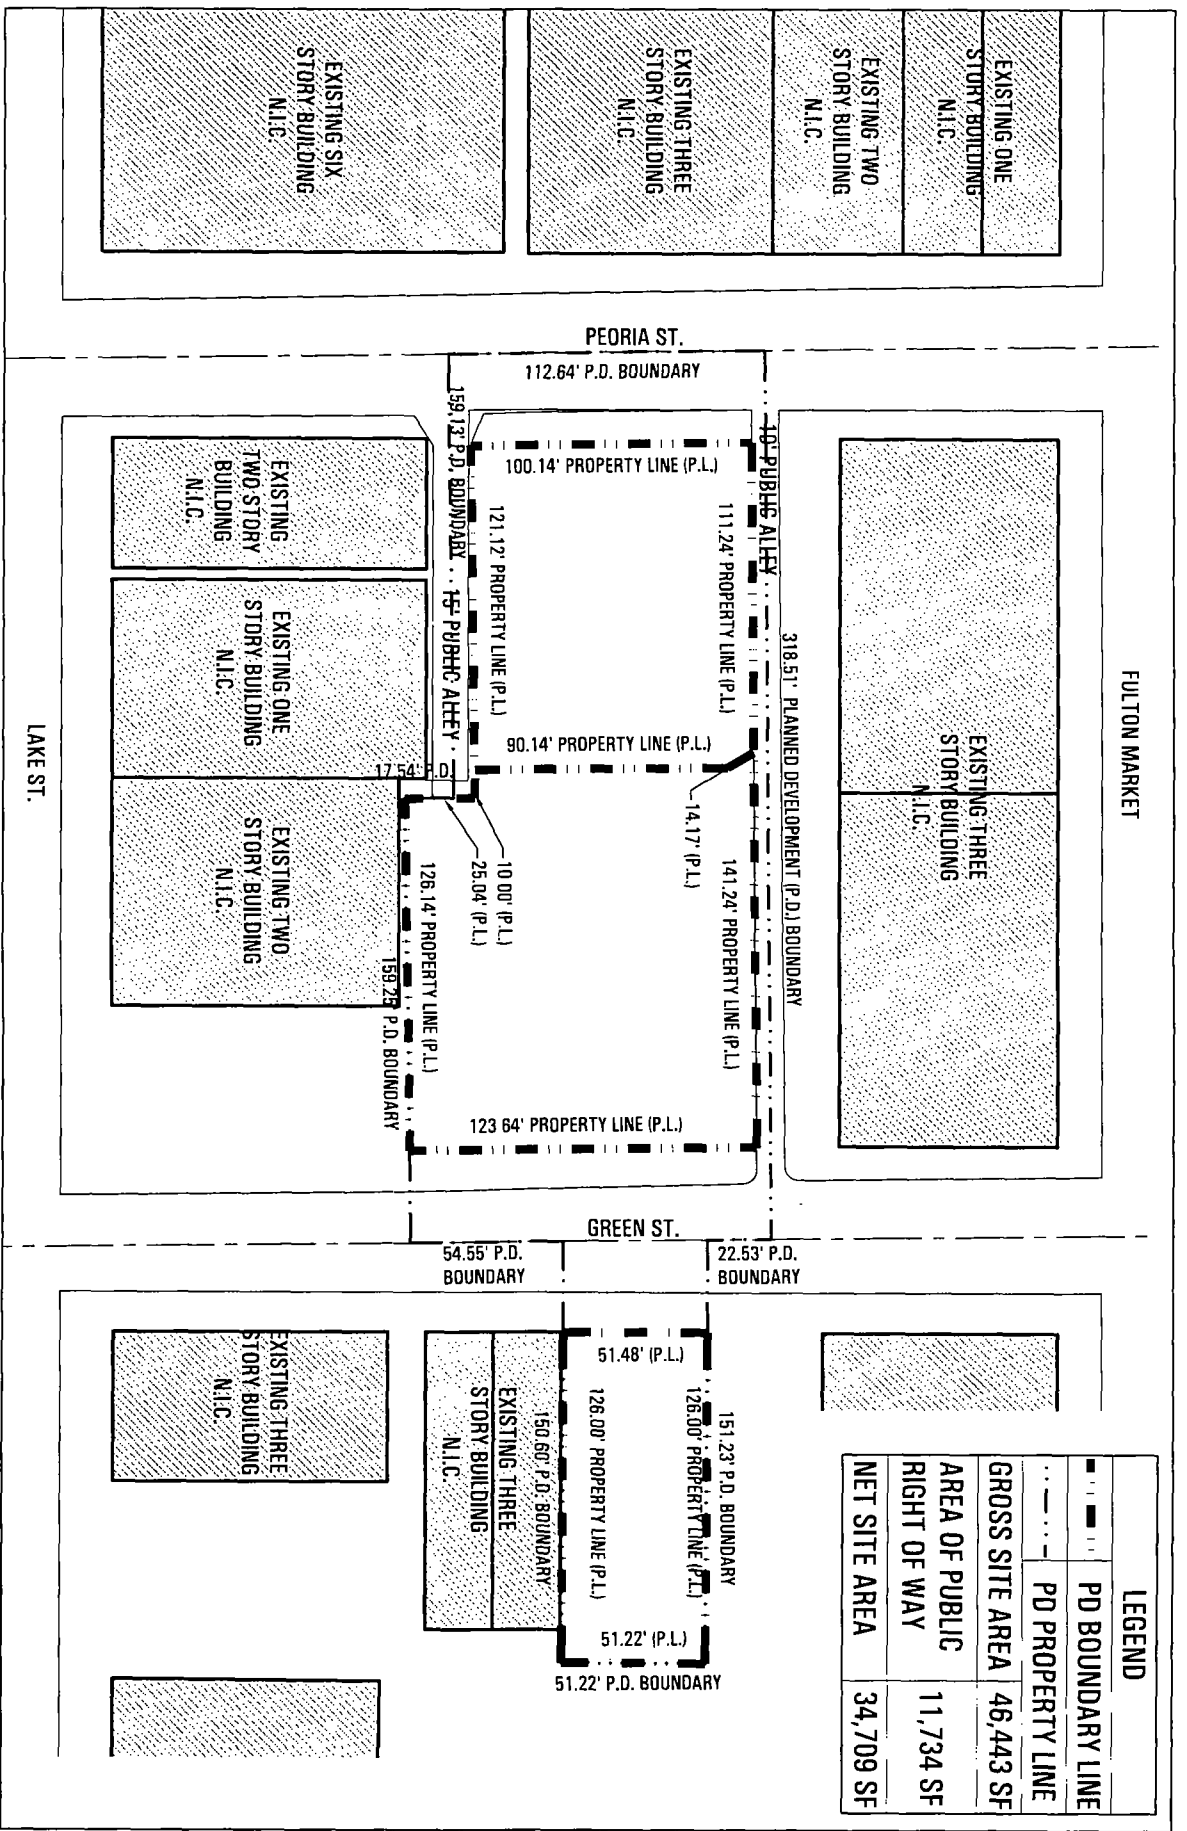 EXISTING SIX
STORY BUILDING
N.I.C.
EXISTING THREE
STORY BUILDING
N.I.C.
EXISTING TWO
STORY BUILDING
N.I.C.
EXISTING ONE
STORY BUILDING
N.I.C.
PEORIA ST.
112.64' P.D. BOUNDARY
159.13' P.D. BOUNDARY
15' PUBLIC ALLEY
10' PUBLIC ALLEY
100.14' PROPERTY LINE (P.L.)
121.12' PROPERTY LINE (P.L.)
111.24' PROPERTY LINE (P.L.)
90.14' PROPERTY LINE (P.L.)
14.17' (P.L.)
318.51' PLANNED DEVELOPMENT (P.D.) BOUNDARY
141.24' PROPERTY LINE (P.L.)
17.54' P.D.
10 00' (P.L.)
25.04' (P.L.)
126.14' PROPERTY LINE (P.L.)
159.25' P.D. BOUNDARY
123 64' PROPERTY LINE (P.L.)
EXISTING
TWO STORY
BUILDING
N.I.C.
EXISTING ONE
STORY BUILDING
N.I.C.
EXISTING TWO
STORY BUILDING
N.I.C.
EXISTING THREE
STORY BUILDING
N.I.C.
LAKE ST.
FULTON MARKET
GREEN ST.
54.55' P.D.
BOUNDARY
22.53' P.D.
BOUNDARY
51.48' (P.L.)
126.00' PROPERTY LINE (P.L.)
126.00' PROPERTY LINE (P.L.)
151.23' P.D. BOUNDARY
150.60' P.D. BOUNDARY
51.22' (P.L.)
51.22' P.D. BOUNDARY
EXISTING THREE
STORY BUILDING
N.I.C.
EXISTING THREE
STORY BUILDING
N.I.C.
LEGEND
PD BOUNDARY LINE
PD PROPERTY LINE
GROSS SITE AREA 46,443 SF
AREA OF PUBLIC
RIGHT OF WAY 11,734 SF
NET SITE AREA 34,709 SF